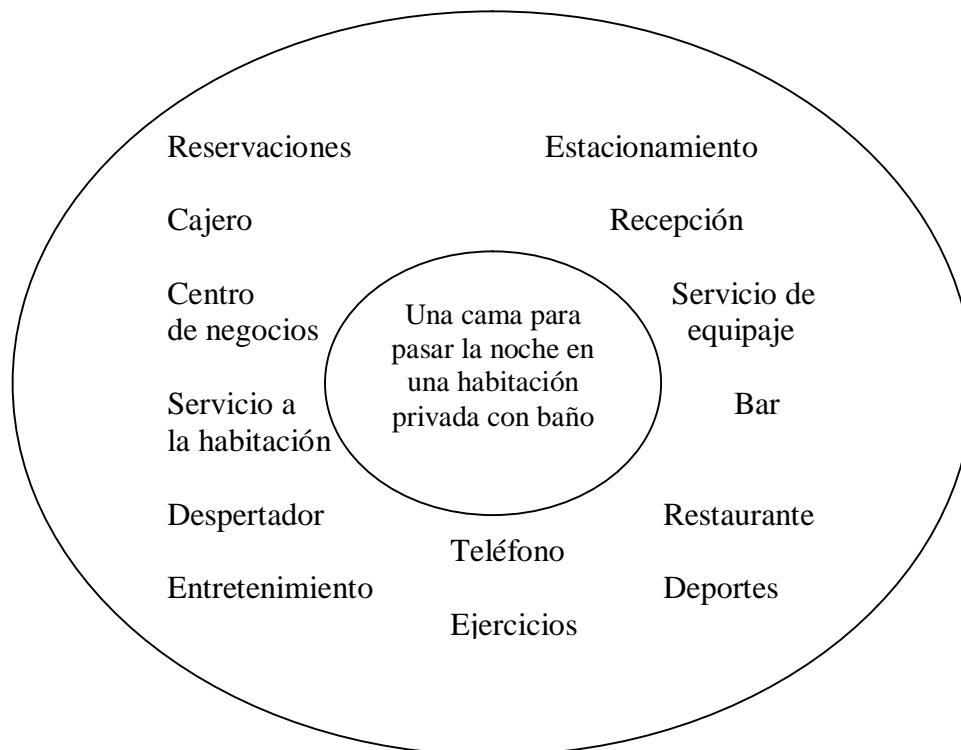 Reservaciones
Estacionamiento
Cajero
Recepción
Centro
de negocios
Una cama para
pasar la noche en
una habitación
privada con baño
Servicio de
equipaje
Servicio a
la habitación
Bar
Despertador
Teléfono
Restaurante
Entretenimiento
Ejercicios
Deportes